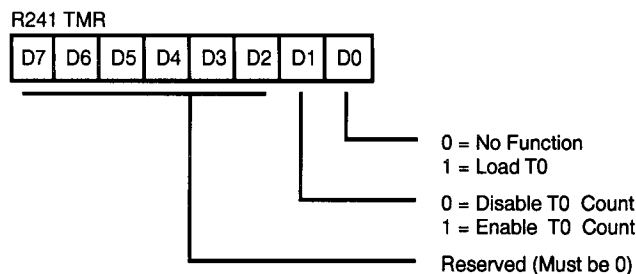 R241 TMR
D7 D6 D5 D4 D3 D2 D1 D0
0 = No Function
1 = Load T0
0 = Disable T0 Count
1 = Enable T0 Count
Reserved (Must be 0)